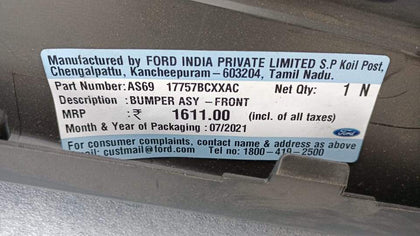 Manufactured by FORD INDIA PRIVATE LIMITED S.P Koil Post,
Chengalpattu, Kancheepuram-603204, Tamil Nadu.
Part Number :AS69 17757BCXXAC Net Qty: 1 N
Description :BUMPER ASY -FRONT
MRP :₹ 1611.00 (incl. of all taxes)
Month & Year of Packaging :07/2021
Ford
For consumer complaints, contact name & address as above
Email : custmail@ford.com Tel no: 1800-419-2500